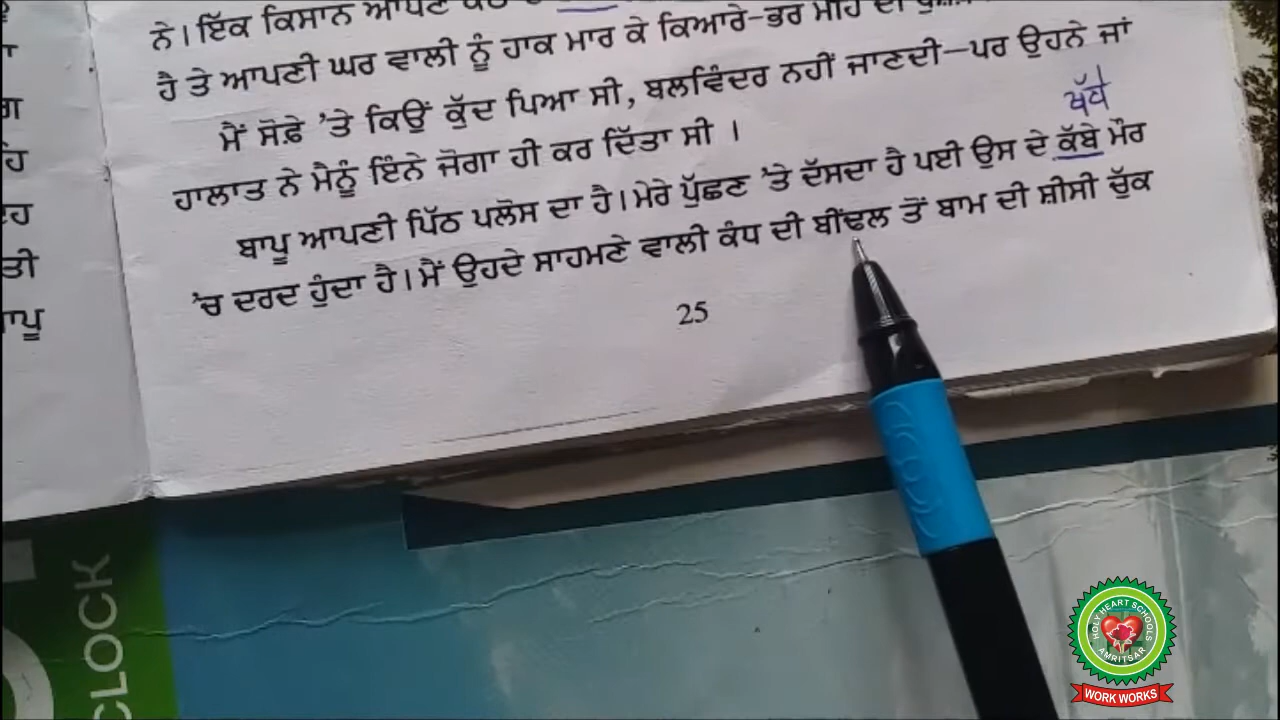 ਨੇ। ਇੱਕ ਕਿਸਾਨ ਆਪਣੇ
ਹੈ ਤੇ ਆਪਣੀ ਘਰ ਵਾਲੀ ਨੂੰ ਹਾਕ ਮਾਰ ਕੇ ਕਿਆਰੇ-ਭਰ ਮੀਂਹ ਦੀ
ਮੈਂ ਸੋਫ਼ੇ ’ਤੇ ਕਿਉਂ ਕੁੱਦ ਪਿਆ ਸੀ, ਬਲਵਿੰਦਰ ਨਹੀਂ ਜਾਣਦੀ—ਪਰ ਉਹਨੇ ਜਾਂ
ਹਾਲਾਤ ਨੇ ਮੈਨੂੰ ਇੰਨੇ ਜੋਗਾ ਹੀ ਕਰ ਦਿੱਤਾ ਸੀ ।
ਖੱਬੇ
ਬਾਪੂ ਆਪਣੀ ਪਿੱਠ ਪਲੋਸ ਦਾ ਹੈ। ਮੇਰੇ ਪੁੱਛਣ ’ਤੇ ਦੱਸਦਾ ਹੈ ਪਈ ਉਸ ਦੇ ਕੱਬੇ ਮੌਰ
’ਚ ਦਰਦ ਹੁੰਦਾ ਹੈ। ਮੈਂ ਉਹਦੇ ਸਾਹਮਣੇ ਵਾਲੀ ਕੰਧ ਦੀ ਬੀਂਢਲ ਤੋਂ ਬਾਮ ਦੀ ਸ਼ੀਸੀ ਚੁੱਕ
25
ਗ
ਹ
ਤੀ
ਾਪੂ
CLOCK
HOLY HEART SCHOOLS
AMRITSAR
WORK WORKS